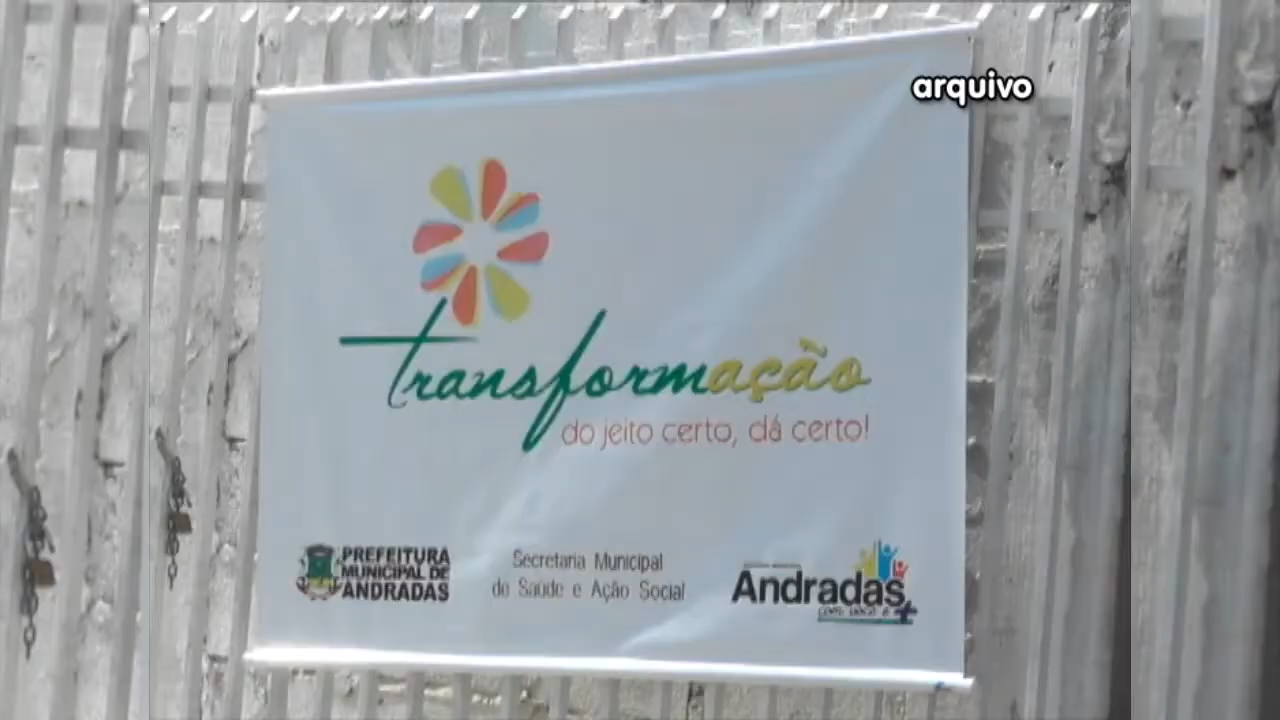 arquivo
transformação
do jeito certo, dá certo!
PREFEITURA
MUNICIPAL DE
ANDRADAS
Secretaria Municipal
de Saúde e Ação Social
Andradas